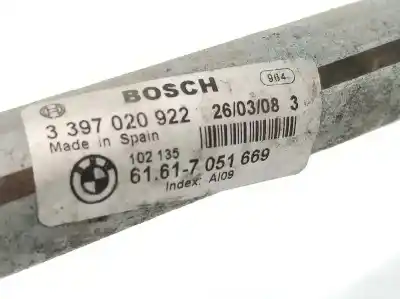 BOSCH
984
3 397 020 922 26/03/08 3
Made in Spain
102 135
61.61-7 051 669
Index: AI09